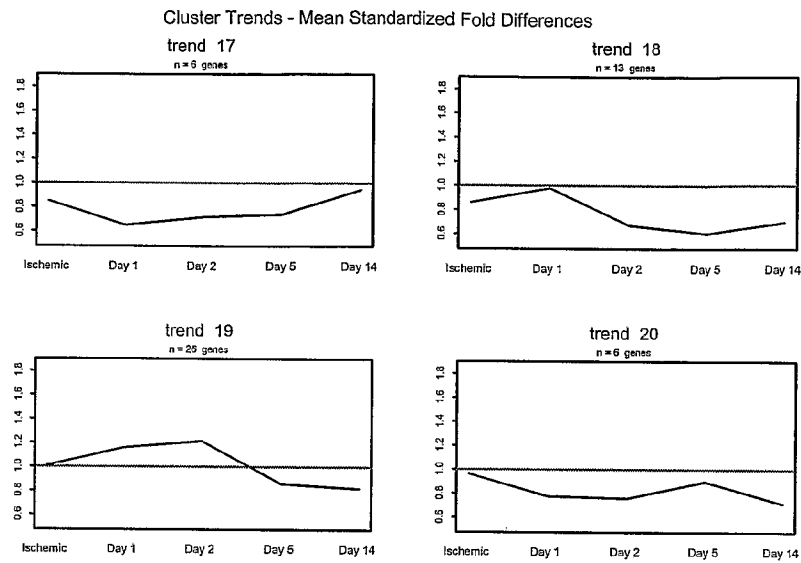 Cluster Trends - Mean Standardized Fold Differences
trend 17
n = 6 genes
1.8
1.6
1.4
1.2
1.0
0.8
0.6
Ischemic Day 1 Day 2 Day 5 Day 14
trend 18
n = 13 genes
1.8
1.6
1.4
1.2
1.0
0.8
0.6
Ischemic Day 1 Day 2 Day 5 Day 14
trend 19
n = 25 genes
1.8
1.6
1.4
1.2
1.0
0.8
0.6
Ischemic Day 1 Day 2 Day 5 Day 14
trend 20
n = 6 genes
1.8
1.6
1.4
1.2
1.0
0.8
0.6
Ischemic Day 1 Day 2 Day 5 Day 14